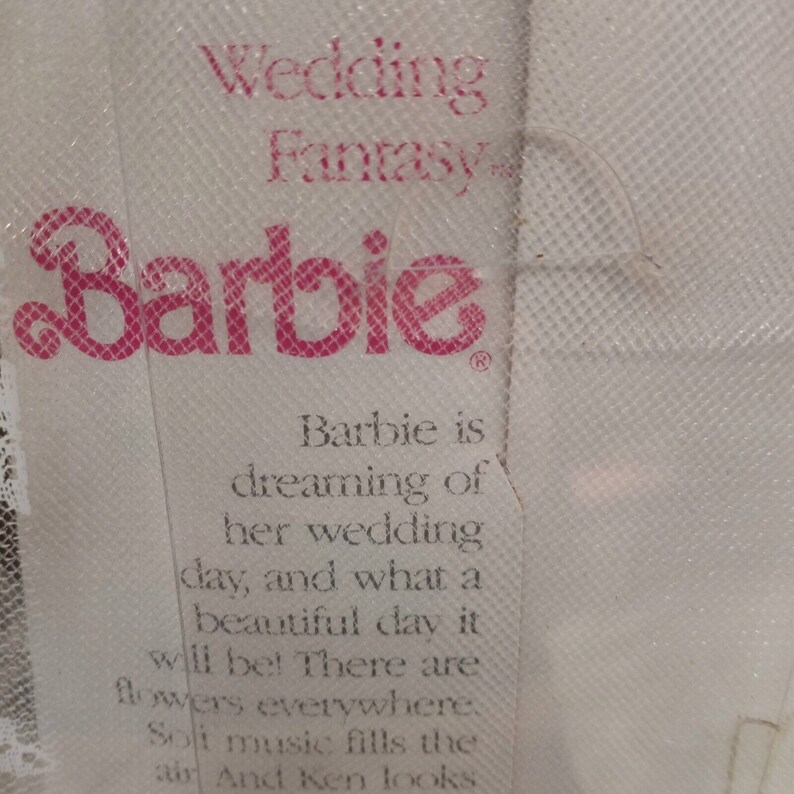 Wedding
Fantasy™
Barbie®
Barbie is
dreaming of
her wedding
day, and what a
beautiful day it
will be! There are
flowers everywhere.
Soft music fills the
air. And Ken looks